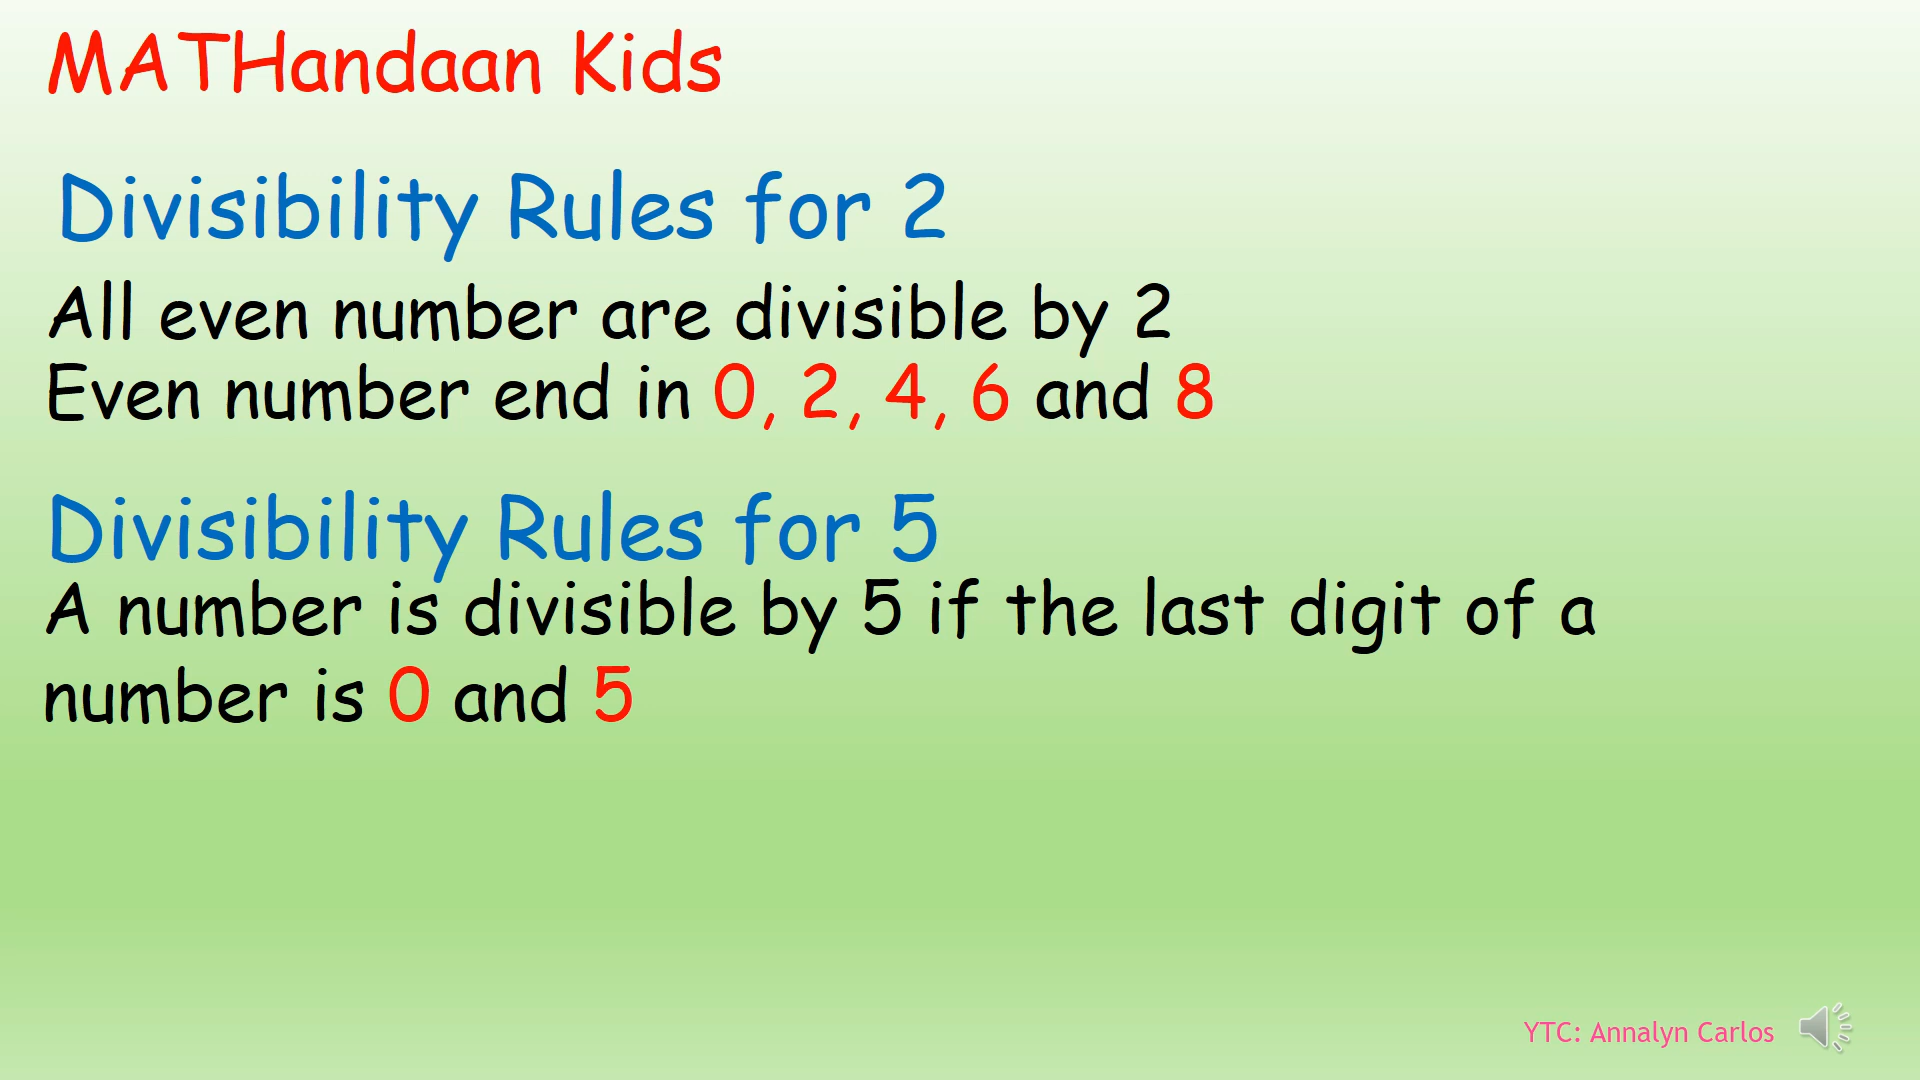 MATHandaan Kids
Divisibility Rules for 2
All even number are divisible by 2
Even number end in 0, 2, 4, 6 and 8
Divisibility Rules for 5
A number is divisible by 5 if the last digit of a
number is 0 and 5
YTC: Annalyn Carlos